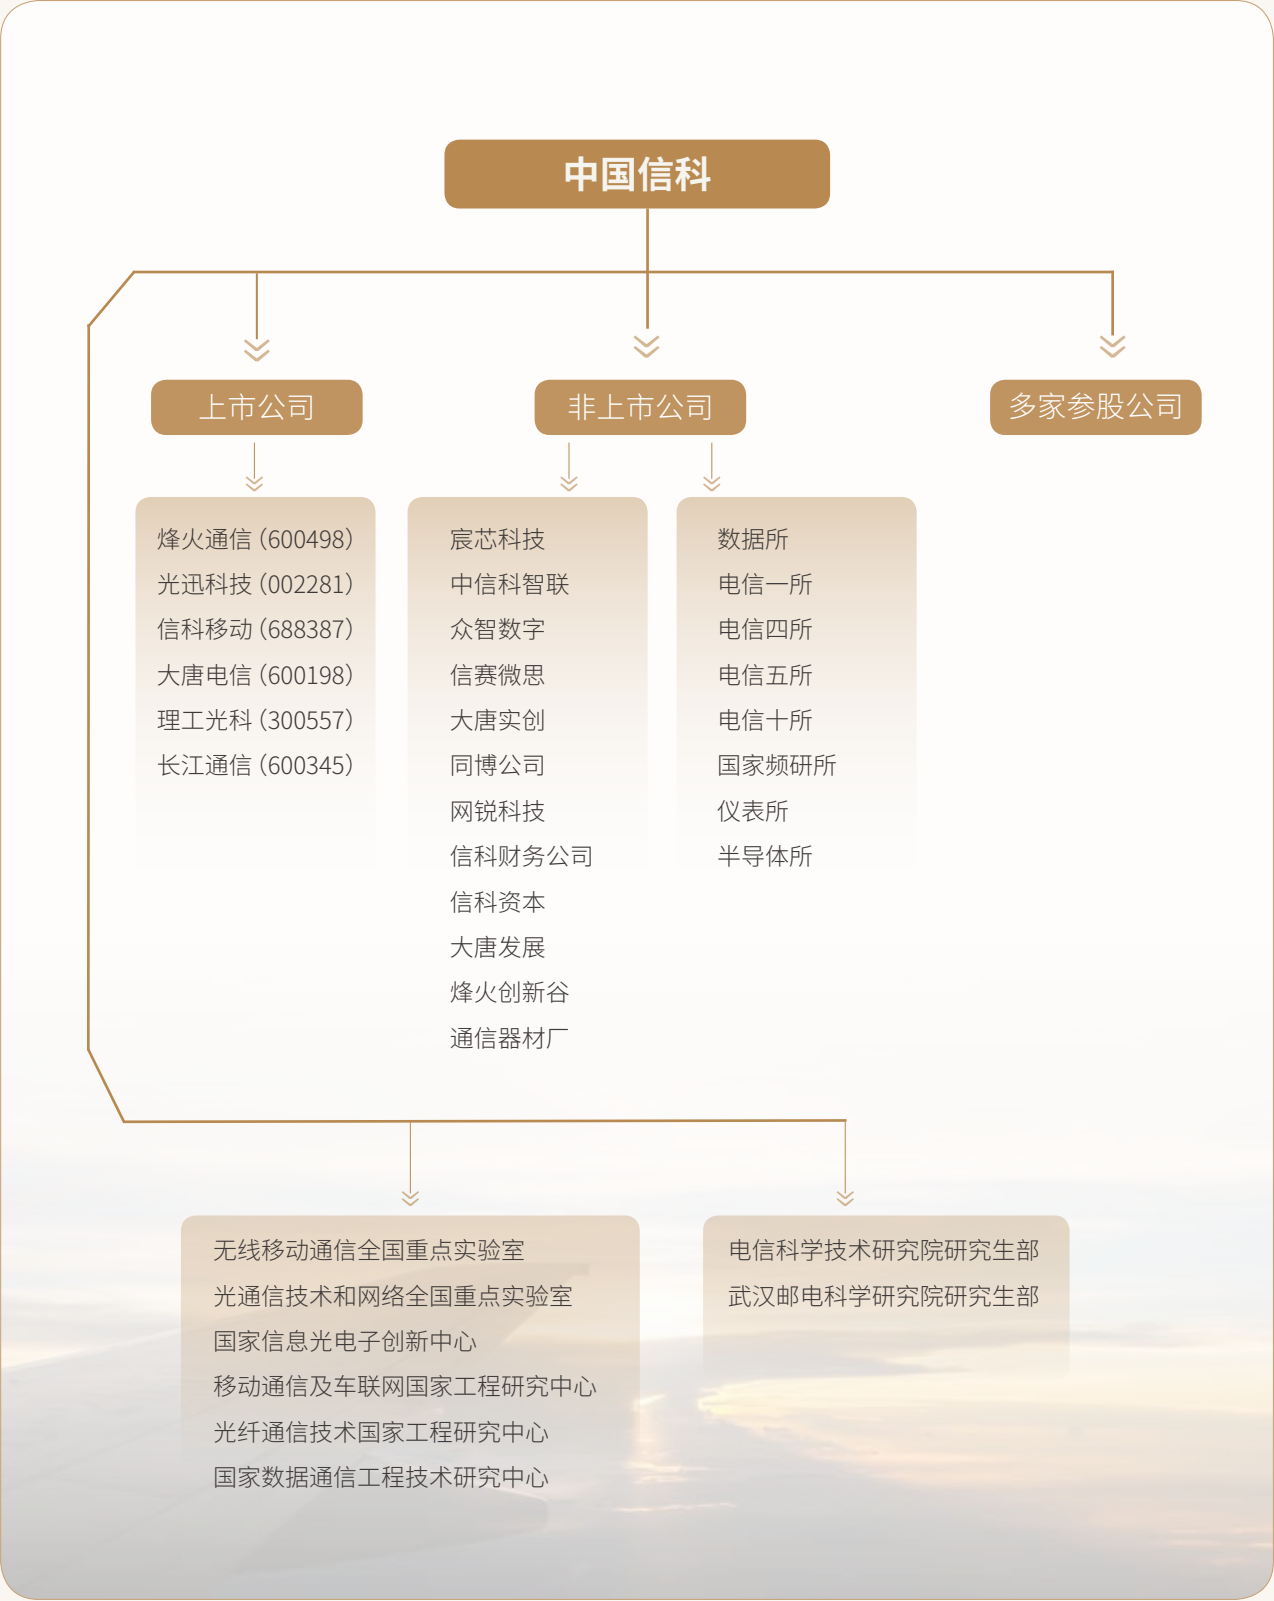 中国信科
上市公司
非上市公司
多家参股公司
烽火通信（600498）
光迅科技（002281）
信科移动（688387）
大唐电信（600198）
理工光科（300557）
长江通信（600345）
宸芯科技
中信科智联
众智数字
信赛微思
大唐实创
同博公司
网锐科技
信科财务公司
信科资本
大唐发展
烽火创新谷
通信器材厂
数据所
电信一所
电信四所
电信五所
电信十所
国家频研所
仪表所
半导体所
无线移动通信全国重点实验室
光通信技术和网络全国重点实验室
国家信息光电子创新中心
移动通信及车联网国家工程研究中心
光纤通信技术国家工程研究中心
国家数据通信工程技术研究中心
电信科学技术研究院研究生部
武汉邮电科学研究院研究生部